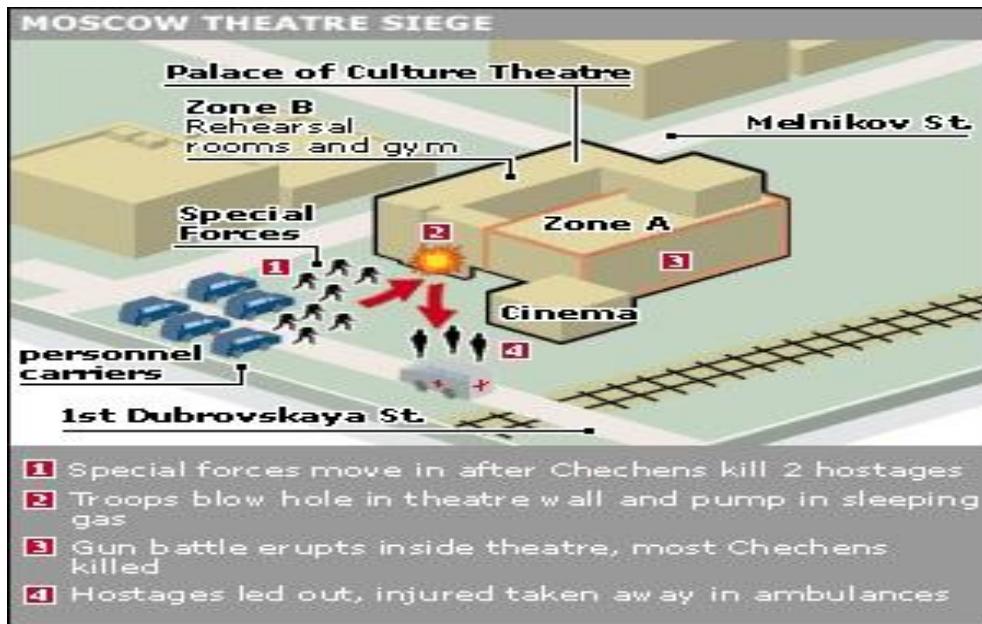 MOSCOW THEATRE SIEGE
Palace of Culture Theatre
Zone B
Rehearsal
rooms and gym
Melnikov St.
Special
Forces
Zone A
1
2
3
Cinema
4
personnel
carriers
1st Dubrovskaya St.
1 Special forces move in after Chechens kill 2 hostages
2 Troops blow hole in theatre wall and pump in sleeping
gas
3 Gun battle erupts inside theatre, most Chechens
killed
4 Hostages led out, injured taken away in ambulances